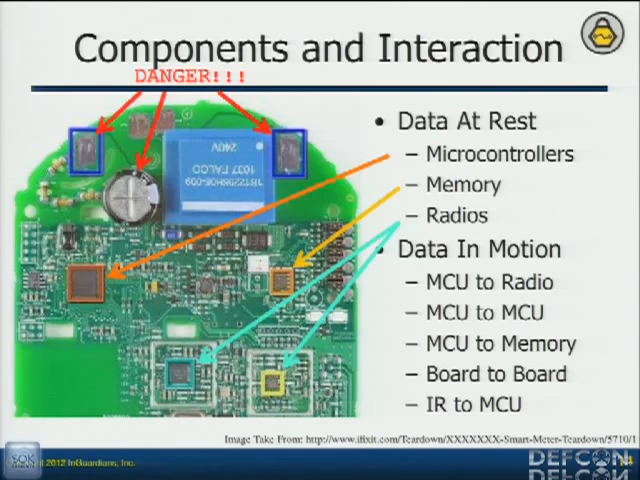 Components and Interaction
DANGER!!!
240V
1037 FALCO
• Data At Rest
– Microcontrollers
– Memory
– Radios
• Data In Motion
– MCU to Radio
– MCU to MCU
– MCU to Memory
– Board to Board
– IR to MCU
Image Take From: http://www.ifixit.com/Teardown/XXXXXXX-Smart-Meter-Teardown/5710/1
2012 InGuardians, Inc.
SOK
DEFCON